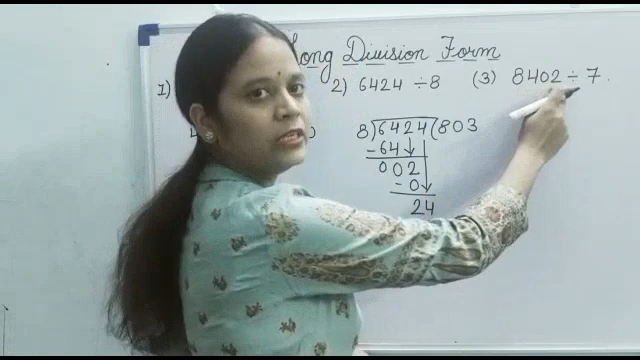 Long Division Form
1) 2) 6424 ÷8 (3) 8402 ÷ 7.
8)6424(803
-64
002
-0
24